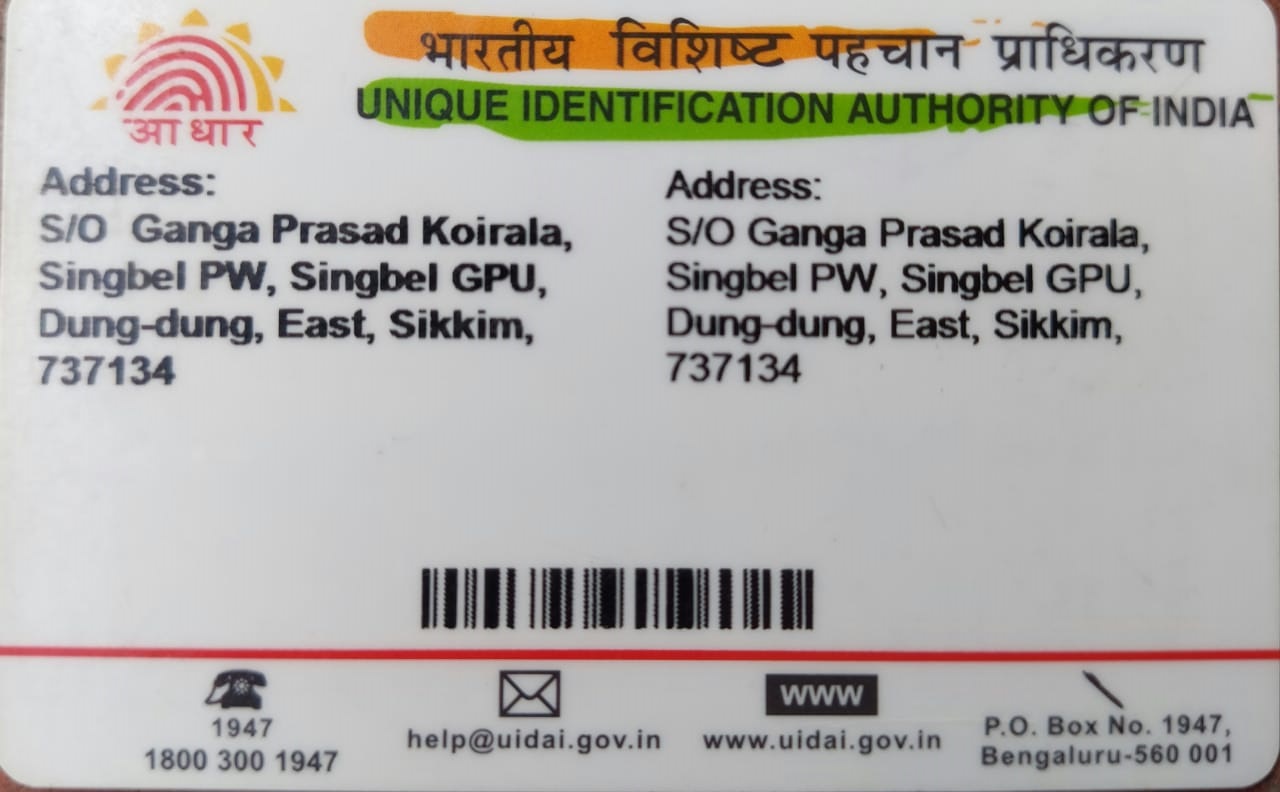 भारतीय विशिष्ट पहचान प्राधिकरण
UNIQUE IDENTIFICATION AUTHORITY OF INDIA
आधार
Address:
S/O Ganga Prasad Koirala,
Singbel PW, Singbel GPU,
Dung-dung, East, Sikkim,
737134
Address:
S/O Ganga Prasad Koirala,
Singbel PW, Singbel GPU,
Dung-dung, East, Sikkim,
737134
1947
1800 300 1947
help@uidai.gov.in
www
www.uidai.gov.in
P.O. Box No. 1947,
Bengaluru-560 001